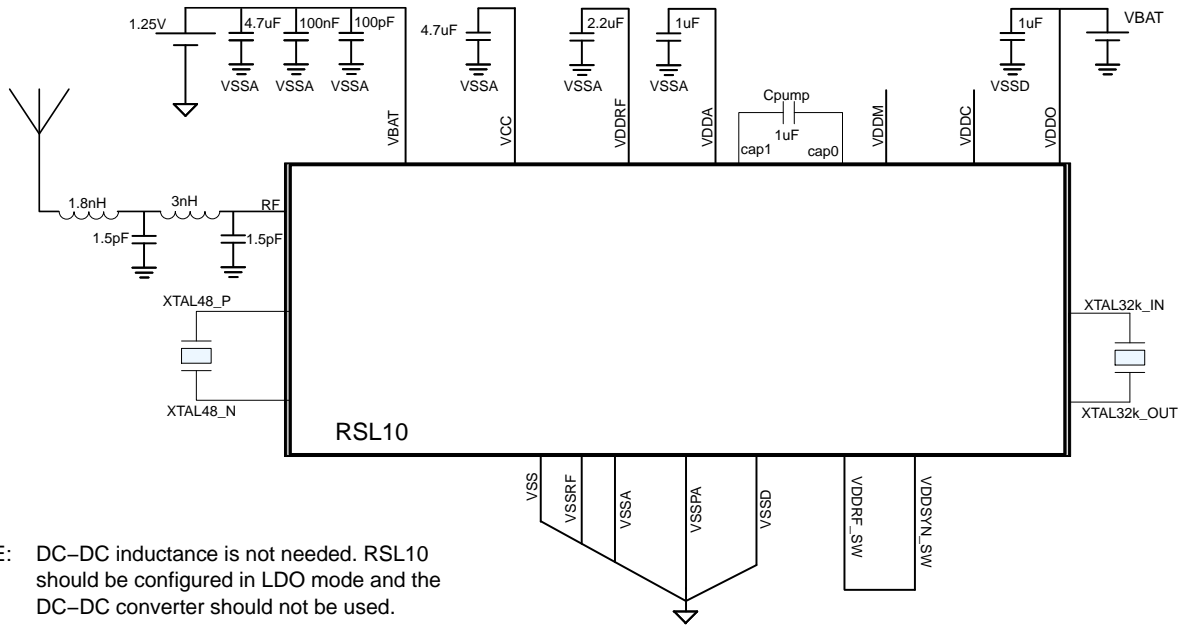 1.25V
4.7uF
100nF
100pF
4.7uF
2.2uF
1uF
1uF
VBAT
VSSA
VSSA
VSSA
VSSA
VSSA
VSSA
VSSD
Cpump
1uF
cap1
cap0
VBAT
VCC
VDDRF
VDDA
VDDM
VDDC
VDDO
1.8nH
3nH
RF
1.5pF
1.5pF
XTAL48_P
XTAL48_N
XTAL32k_IN
XTAL32k_OUT
RSL10
VSS
VSSRF
VSSA
VSSPA
VSSD
VDDRF_SW
VDDSYN_SW
E: DC−DC inductance is not needed. RSL10
should be configured in LDO mode and the
DC−DC converter should not be used.